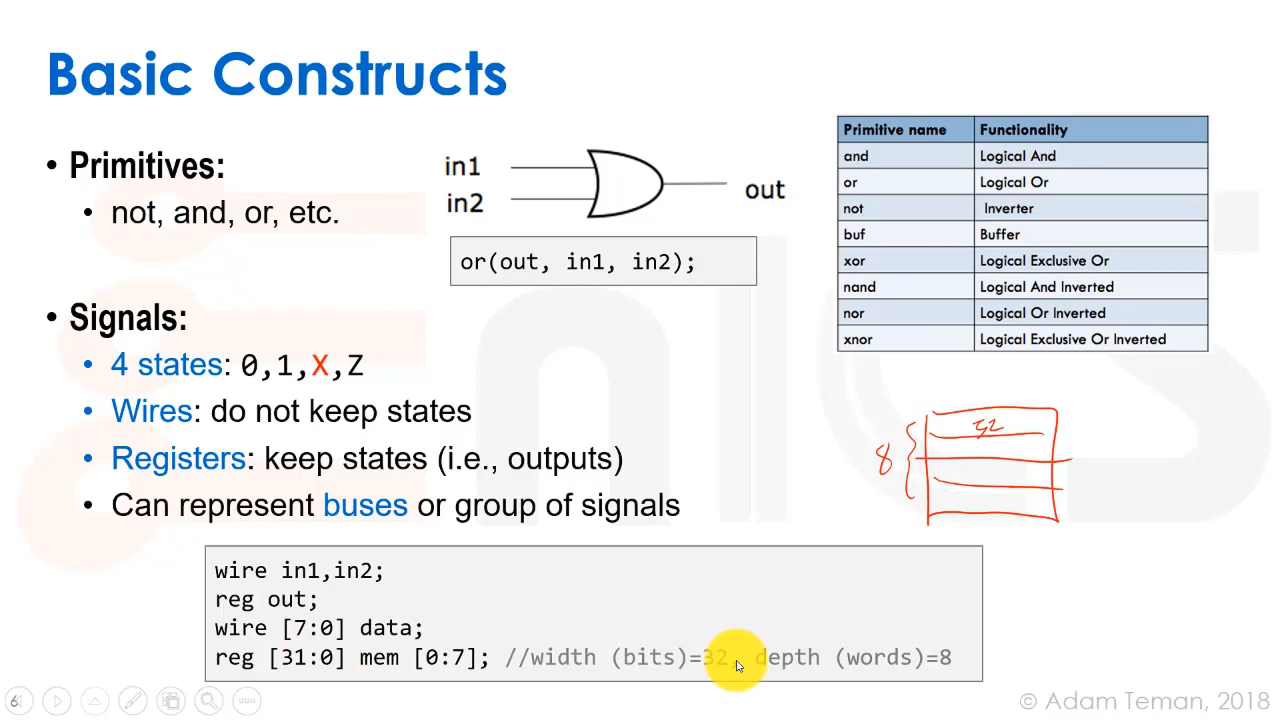 Basic Constructs
• Primitives:
• not, and, or, etc.
in1
in2
out
or(out, in1, in2);
Primitive name Functionality
and Logical And
or Logical Or
not Inverter
buf Buffer
xor Logical Exclusive Or
nand Logical And Inverted
nor Logical Or Inverted
xnor Logical Exclusive Or Inverted
• Signals:
• 4 states: 0,1,X,Z
• Wires: do not keep states
• Registers: keep states (i.e., outputs)
• Can represent buses or group of signals
32
8
wire in1,in2;
reg out;
wire [7:0] data;
reg [31:0] mem [0:7]; //width (bits)=32, depth (words)=8
6
© Adam Teman, 2018